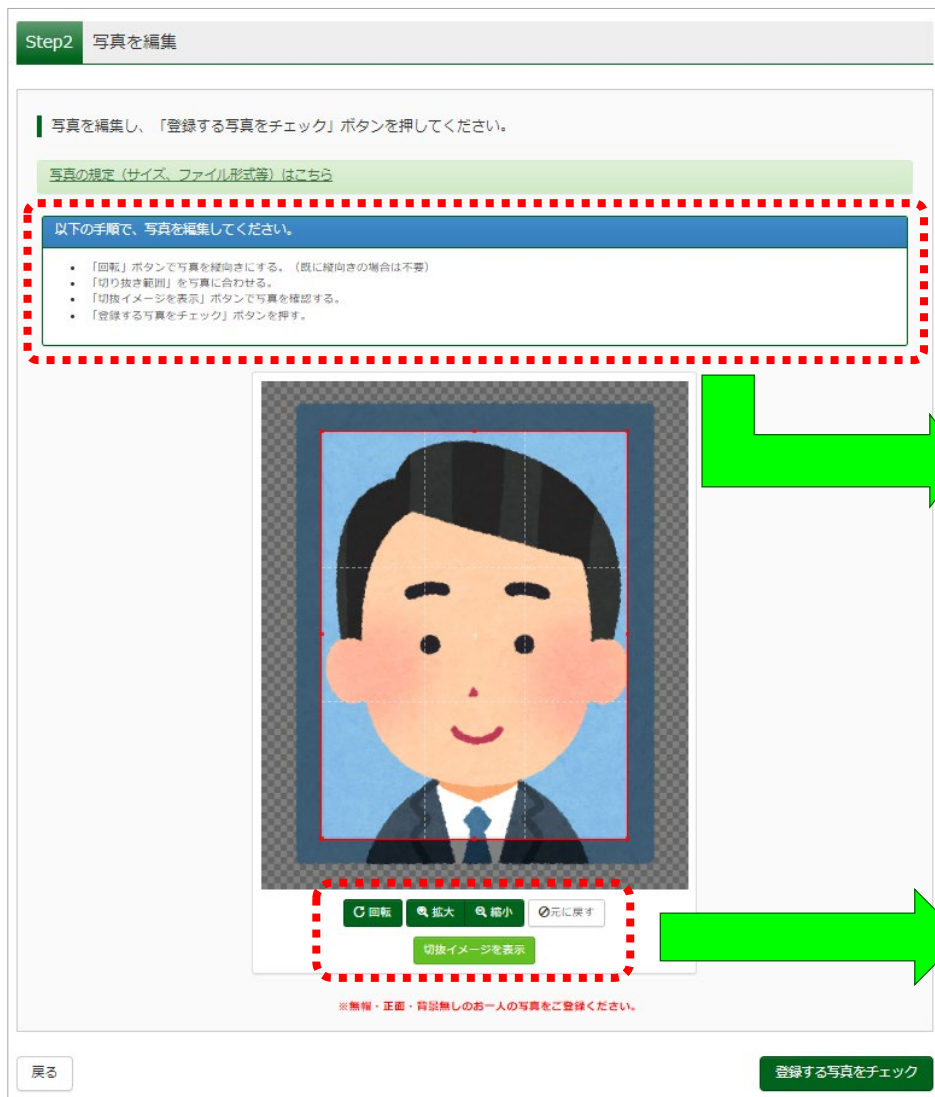 Step2 写真を編集
写真を編集し、「登録する写真をチェック」ボタンを押してください。
写真の規定（サイズ、ファイル形式等）はこちら
以下の手順で、写真を編集してください。
• 「回転」ボタンで写真を縦向きにする。（既に縦向きの場合は不要）
• 「切り抜き範囲」を写真に合わせる。
• 「切抜イメージを表示」ボタンで写真を確認する。
• 「登録する写真をチェック」ボタンを押す。
回転 拡大 縮小 元に戻す
切抜イメージを表示
※無帽・正面・背景無しのお一人の写真をご登録ください。
戻る 登録する写真をチェック